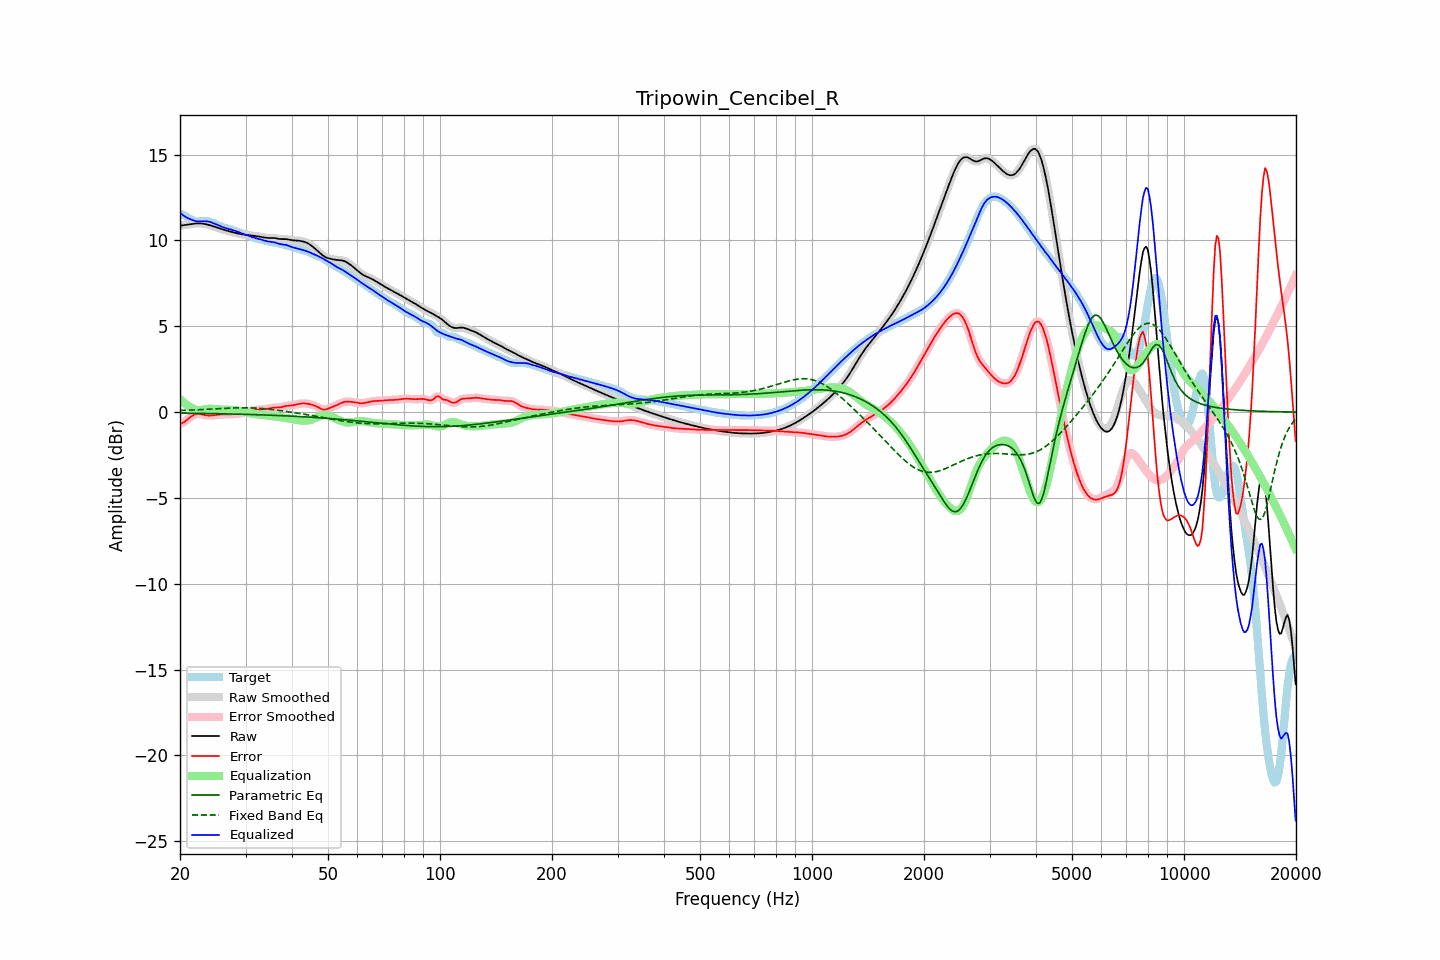 Tripowin_Cencibel_R
Amplitude (dBr)
15
10
5
0
−5
−10
−15
−20
−25
Target
Raw Smoothed
Error Smoothed
Raw
Error
Equalization
Parametric Eq
Fixed Band Eq
Equalized
20 50 100 200 500 1000 2000 5000 10000 20000
Frequency (Hz)